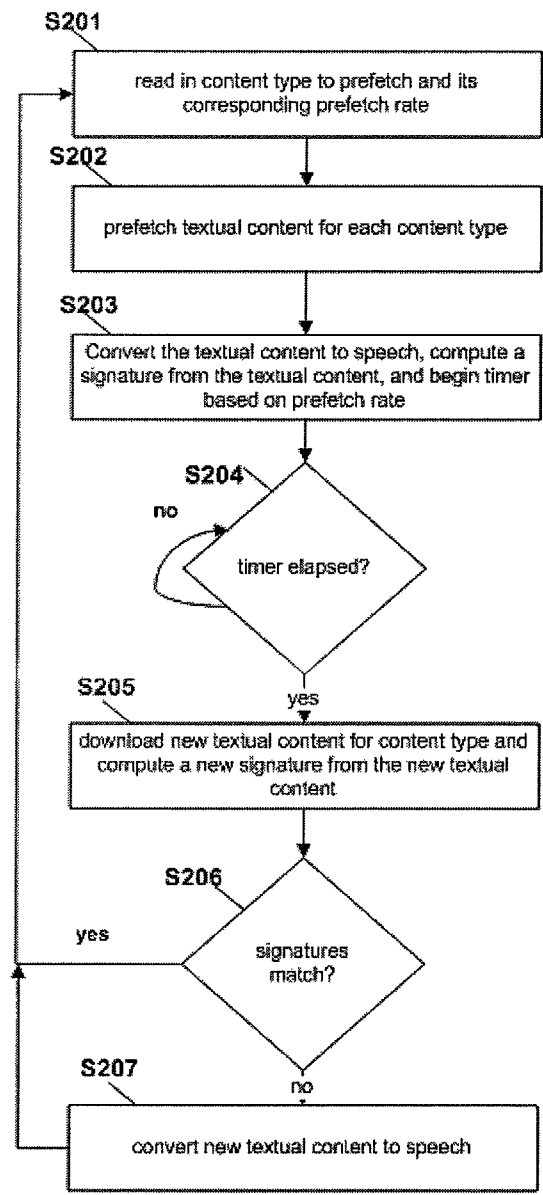 S201
read in content type to prefetch and its
corresponding prefetch rate
S202
prefetch textual content for each content type
S203
Convert the textual content to speech, compute a
signature from the textual content, and begin timer
based on prefetch rate
S204
no
timer elapsed?
yes
S205
download new textual content for content type and
compute a new signature from the new textual
content
S206
yes
signatures
match?
no
S207
convert new textual content to speech